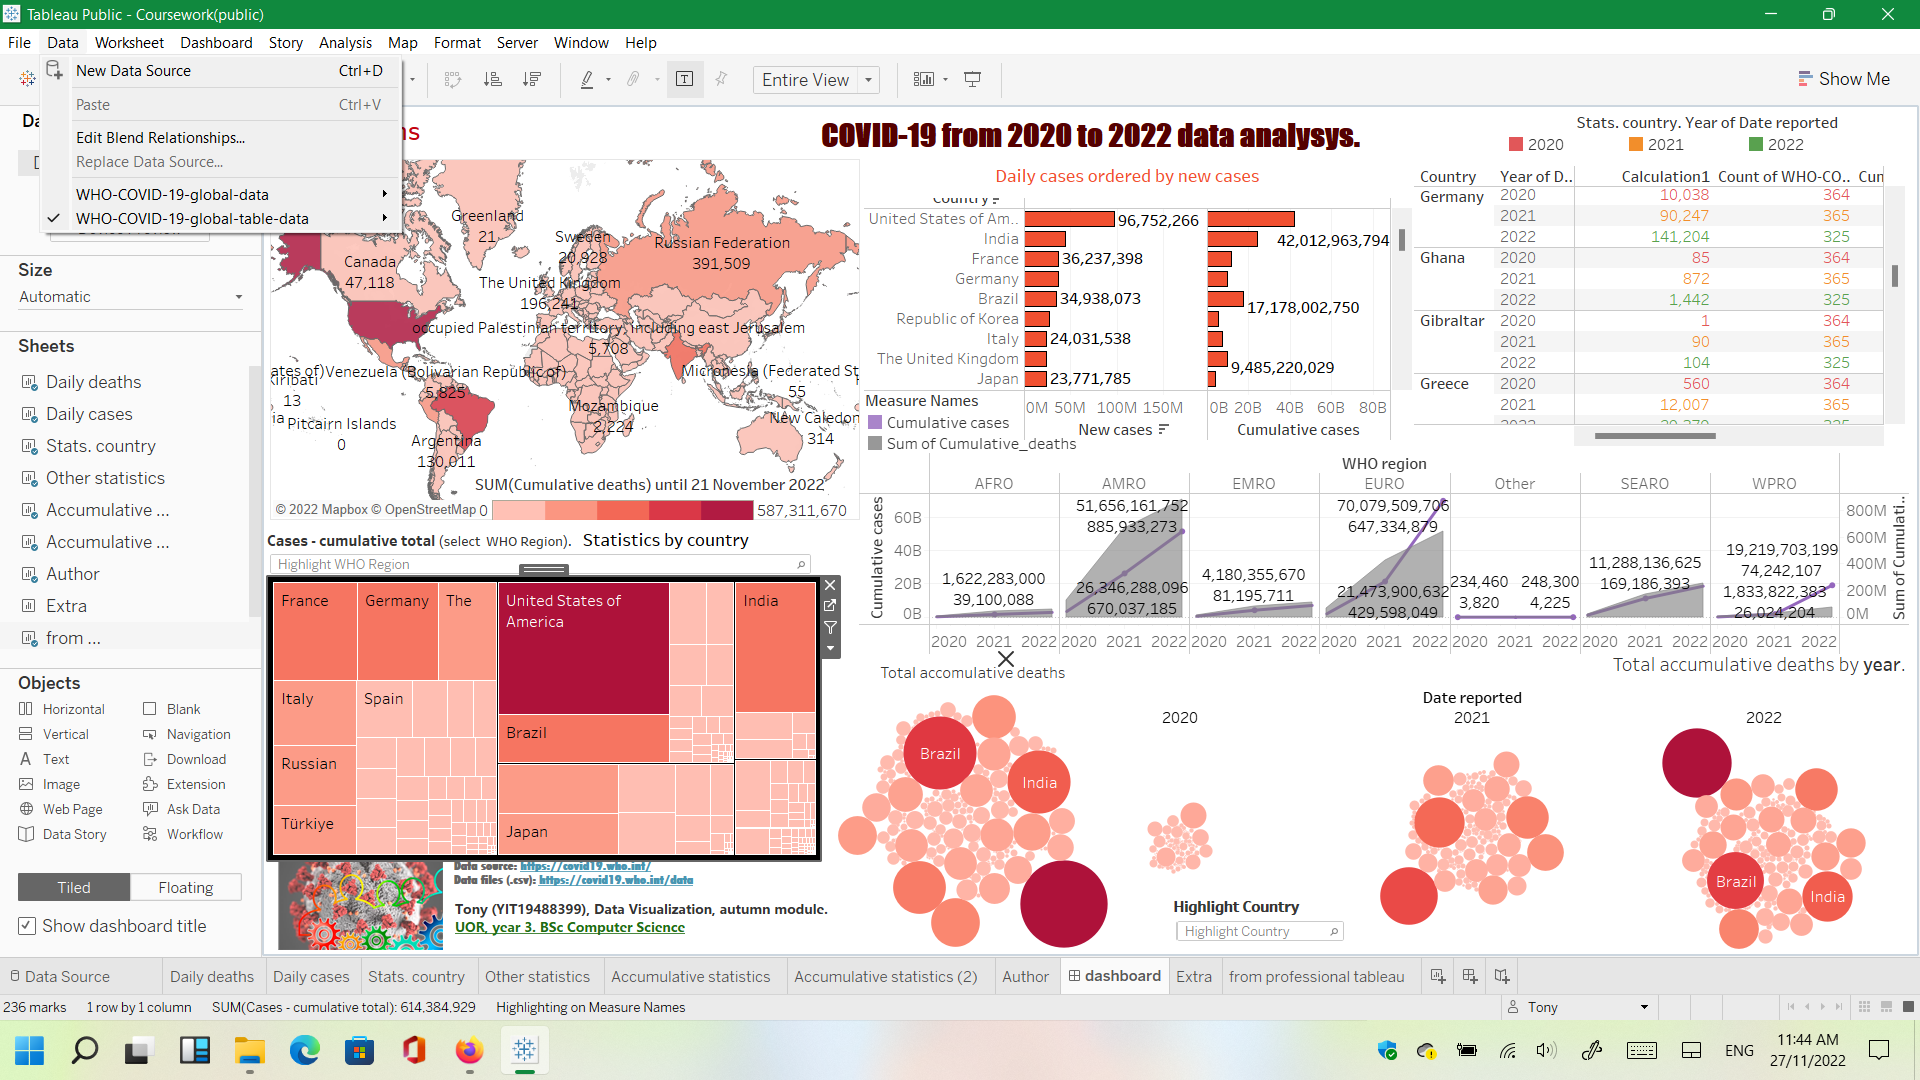 Tableau Public - Coursework(public)
File Data Worksheet Dashboard Story Analysis Map Format Server Window Help
New Data Source Ctrl+D
Paste Ctrl+V
Edit Blend Relationships...
Replace Data Source...
WHO-COVID-19-global-data
WHO-COVID-19-global-table-data
Entire View
Show Me
Size
Automatic
Sheets
Daily deaths
Daily cases
Stats. country
Other statistics
Accumulative ...
Accumulative ...
Author
Extra
from ...
Objects
Horizontal Blank
Vertical Navigation
Text Download
Image Extension
Web Page Ask Data
Data Story Workflow
Tiled Floating
Show dashboard title
COVID-19 from 2020 to 2022 data analysys.
Greenland
21
Sweden
20,928
Russian Federation
391,509
Canada
47,118
The United Kingdom
196,241
occupied Palestinian territory, including east Jerusalem
5,708
Venezuela (Bolivarian Republic of)
5,825
Micronesia (Federated St
55
13
Pitcairn Islands
0
Mozambique
2,224
New Caledon
314
Argentina
130,011
SUM(Cumulative deaths) until 21 November 2022
© 2022 Mapbox © OpenStreetMap 0 587,311,670
Daily cases ordered by new cases
Country
United States of Am.. 96,752,266
India 42,012,963,794
France 36,237,398
Germany
Brazil 34,938,073 17,178,002,750
Republic of Korea
Italy 24,031,538
The United Kingdom 9,485,220,029
Japan 23,771,785
0M 50M 100M 150M 0B 20B 40B 60B 80B
New cases Cumulative cases
Measure Names
Cumulative cases
Sum of Cumulative_deaths
Stats. country. Year of Date reported
2020 2021 2022
Country Year of D.. Calculation1 Count of WHO-CO.. Cun
Germany 2020 10,038 364
2021 90,247 365
2022 141,204 325
Ghana 2020 85 364
2021 872 365
2022 1,442 325
Gibraltar 2020 1 364
2021 90 365
2022 104 325
Greece 2020 560 364
2021 12,007 365
WHO region
AFRO AMRO EMRO EURO Other SEARO WPRO
Cumulative cases
60B
40B
20B
0B
1,622,283,000
39,100,088
51,656,161,752
885,933,273
26,346,288,096
670,037,185
4,180,355,670
81,195,711
70,079,509,706
647,334,879
21,473,900,632
429,598,049
234,460 248,300
3,820 4,225
11,288,136,625
169,186,393
19,219,703,199
74,242,107
1,833,822,383
26,024,204
800M
600M
400M
200M
0M
Sum of Cumulati..
2020 2021 2022 2020 2021 2022 2020 2021 2022 2020 2021 2022 2020 2021 2022 2020 2021 2022 2020 2021 2022
Cases - cumulative total (select WHO Region). Statistics by country
Highlight WHO Region
France Germany The United States of America India
Italy Spain Brazil
Russian
Türkiye Japan
Data source: https://covid19.who.int/
Data files (.csv): https://covid19.who.int/data
Tony (YIT19488399), Data Visualization, autumn module.
UOR, year 3. BSc Computer Science
Total accomulative deaths
Brazil
India
Total accumulative deaths by year.
Date reported
2020 2021 2022
Brazil
India
Highlight Country
Highlight Country
Data Source Daily deaths Daily cases Stats. country Other statistics Accumulative statistics Accumulative statistics (2) Author dashboard Extra from professional tableau
236 marks 1 row by 1 column SUM(Cases - cumulative total): 614,384,929 Highlighting on Measure Names Tony
ENG
11:44 AM
27/11/2022